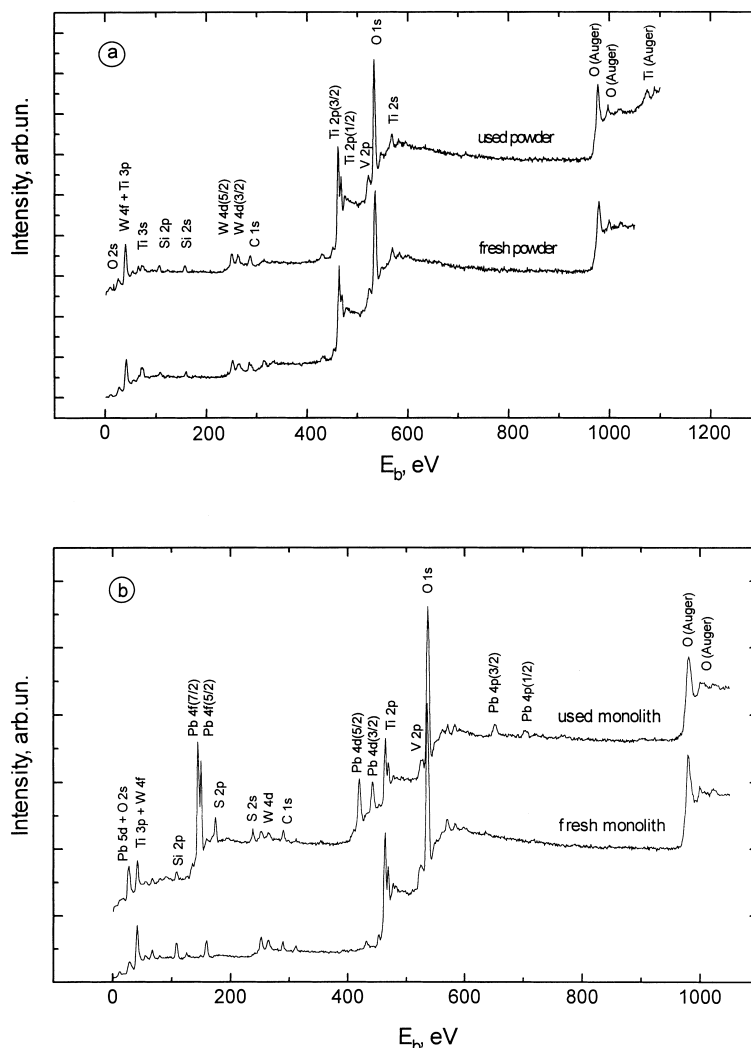 a
Intensity, arb.un.
O 2s
W 4f + Ti 3p
Ti 3s
Si 2p
Si 2s
W 4d(5/2)
W 4d(3/2)
C 1s
Ti 2p(3/2)
Ti 2p(1/2)
V 2p
O 1s
Ti 2s
O (Auger)
O (Auger)
Ti (Auger)
used powder
fresh powder
0 200 400 600 800 1000 1200
E_b, eV
b
Intensity, arb.un.
Pb 5d + O 2s
Ti 3p + W 4f
Si 2p
Pb 4f(7/2)
Pb 4f(5/2)
S 2p
S 2s
W 4d
C 1s
Pb 4d(5/2)
Pb 4d(3/2)
Ti 2p
V 2p
O 1s
Pb 4p(3/2)
Pb 4p(1/2)
O (Auger)
O (Auger)
used monolith
fresh monolith
0 200 400 600 800 1000
E_b, eV